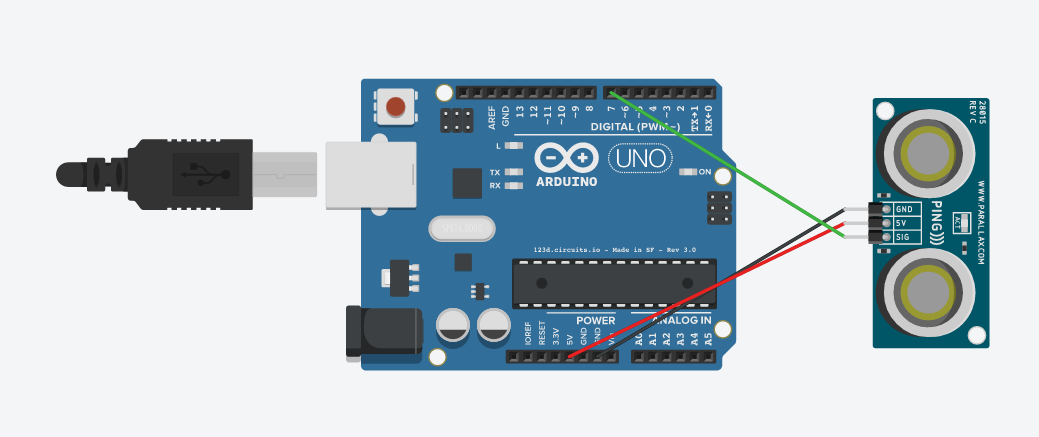 AREF
GND
13
12
~11
~10
~9
8
7
~6
~5
4
~3
2
TX→1
RX←0
DIGITAL (PWM~)
L
TX
RX
ARDUINO
UNO
ON
123d.circuits.io - Made in SF - Rev 3.0
POWER
ANALOG IN
IOREF
RESET
3.3V
5V
GND
GND
A0
A1
A2
A3
A4
A5
28015
REV C
GND
5V
SIG
PING)))
ACT
WWW.PARALLAX.COM